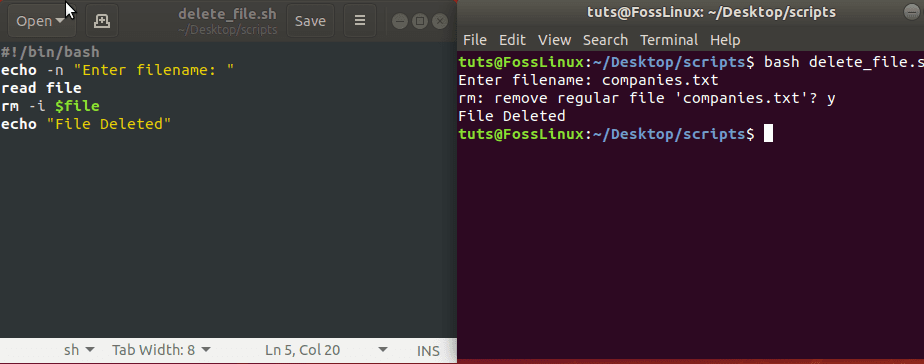 Open
delete_file.sh
~/Desktop/scripts
Save
#!/bin/bash
echo -n "Enter filename: "
read file
rm -i $file
echo "File Deleted"
sh
Tab Width: 8
Ln 5, Col 20
INS
tuts@FossLinux: ~/Desktop/scripts
File Edit View Search Terminal Help
tuts@FossLinux:~/Desktop/scripts$ bash delete_file.s
Enter filename: companies.txt
rm: remove regular file 'companies.txt'? y
File Deleted
tuts@FossLinux:~/Desktop/scripts$